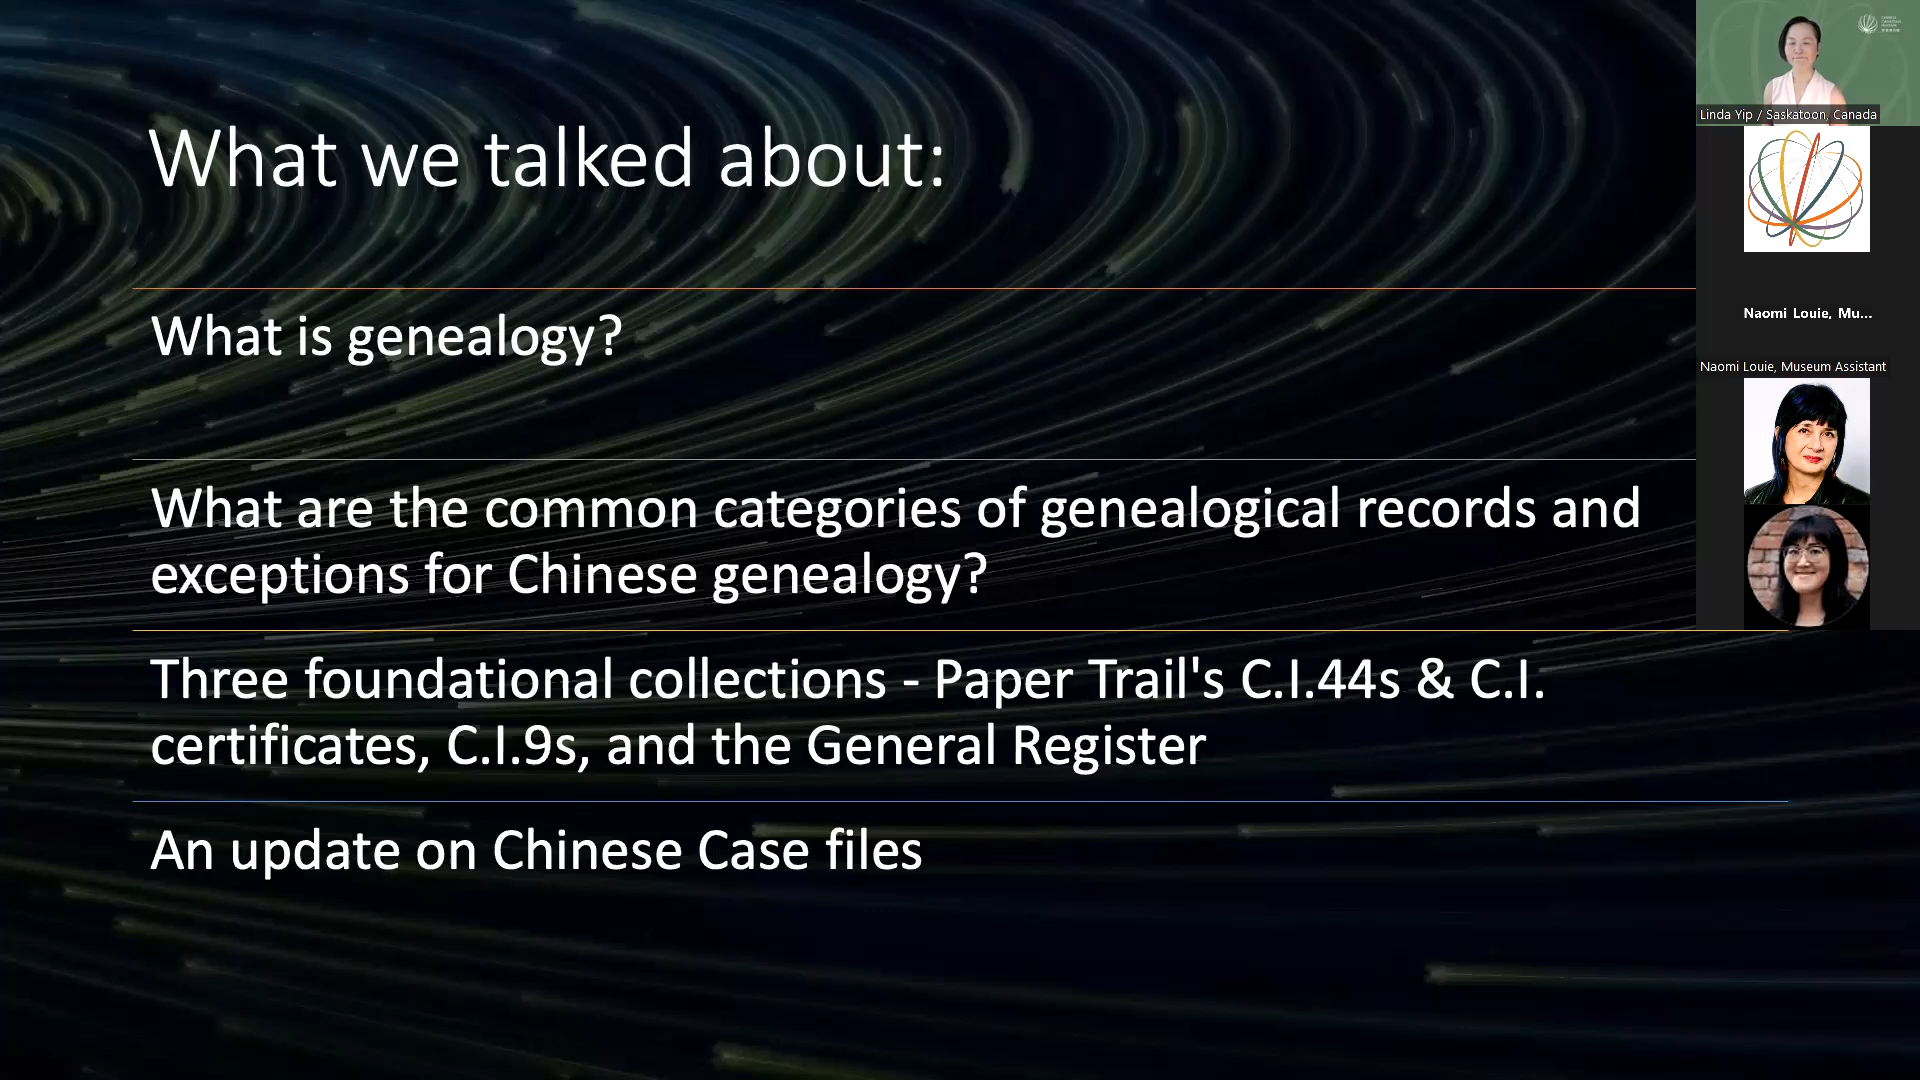 What we talked about:
What is genealogy?
What are the common categories of genealogical records and
exceptions for Chinese genealogy?
Three foundational collections - Paper Trail's C.I.44s & C.I.
certificates, C.I.9s, and the General Register
An update on Chinese Case files
Linda Yip / Saskatoon, Canada
Naomi Louie, Mu...
Naomi Louie, Museum Assistant